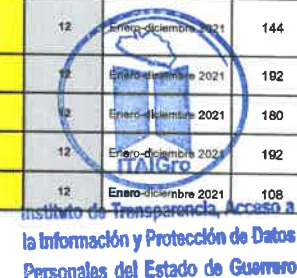 12 Enero-diciembre 2021 144
12 Enero-diciembre 2021 192
12 Enero-diciembre 2021 180
12 Enero-diciembre 2021 192
ITAIGro
12 Enero-diciembre 2021 108
Instituto de Transparencia, Acceso a
la Información y Protección de Datos
Personales del Estado de Guerrero